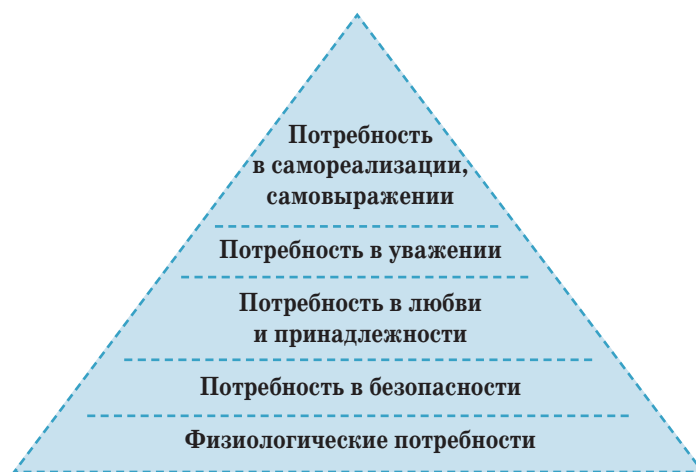 Потребность
в самореализации,
самовыражении
Потребность в уважении
Потребность в любви
и принадлежности
Потребность в безопасности
Физиологические потребности